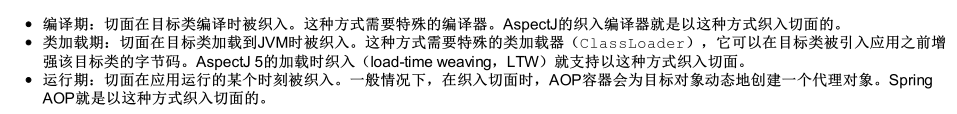 • 编译期：切面在目标类编译时被织入。这种方式需要特殊的编译器。AspectJ的织入编译器就是以这种方式织入切面的。
• 类加载期：切面在目标类加载到JVM时被织入。这种方式需要特殊的类加载器（ClassLoader），它可以在目标类被引入应用之前增
强该目标类的字节码。AspectJ 5的加载时织入（load-time weaving，LTW）就支持以这种方式织入切面。
• 运行期：切面在应用运行的某个时刻被织入。一般情况下，在织入切面时，AOP容器会为目标对象动态地创建一个代理对象。Spring
AOP就是以这种方式织入切面的。